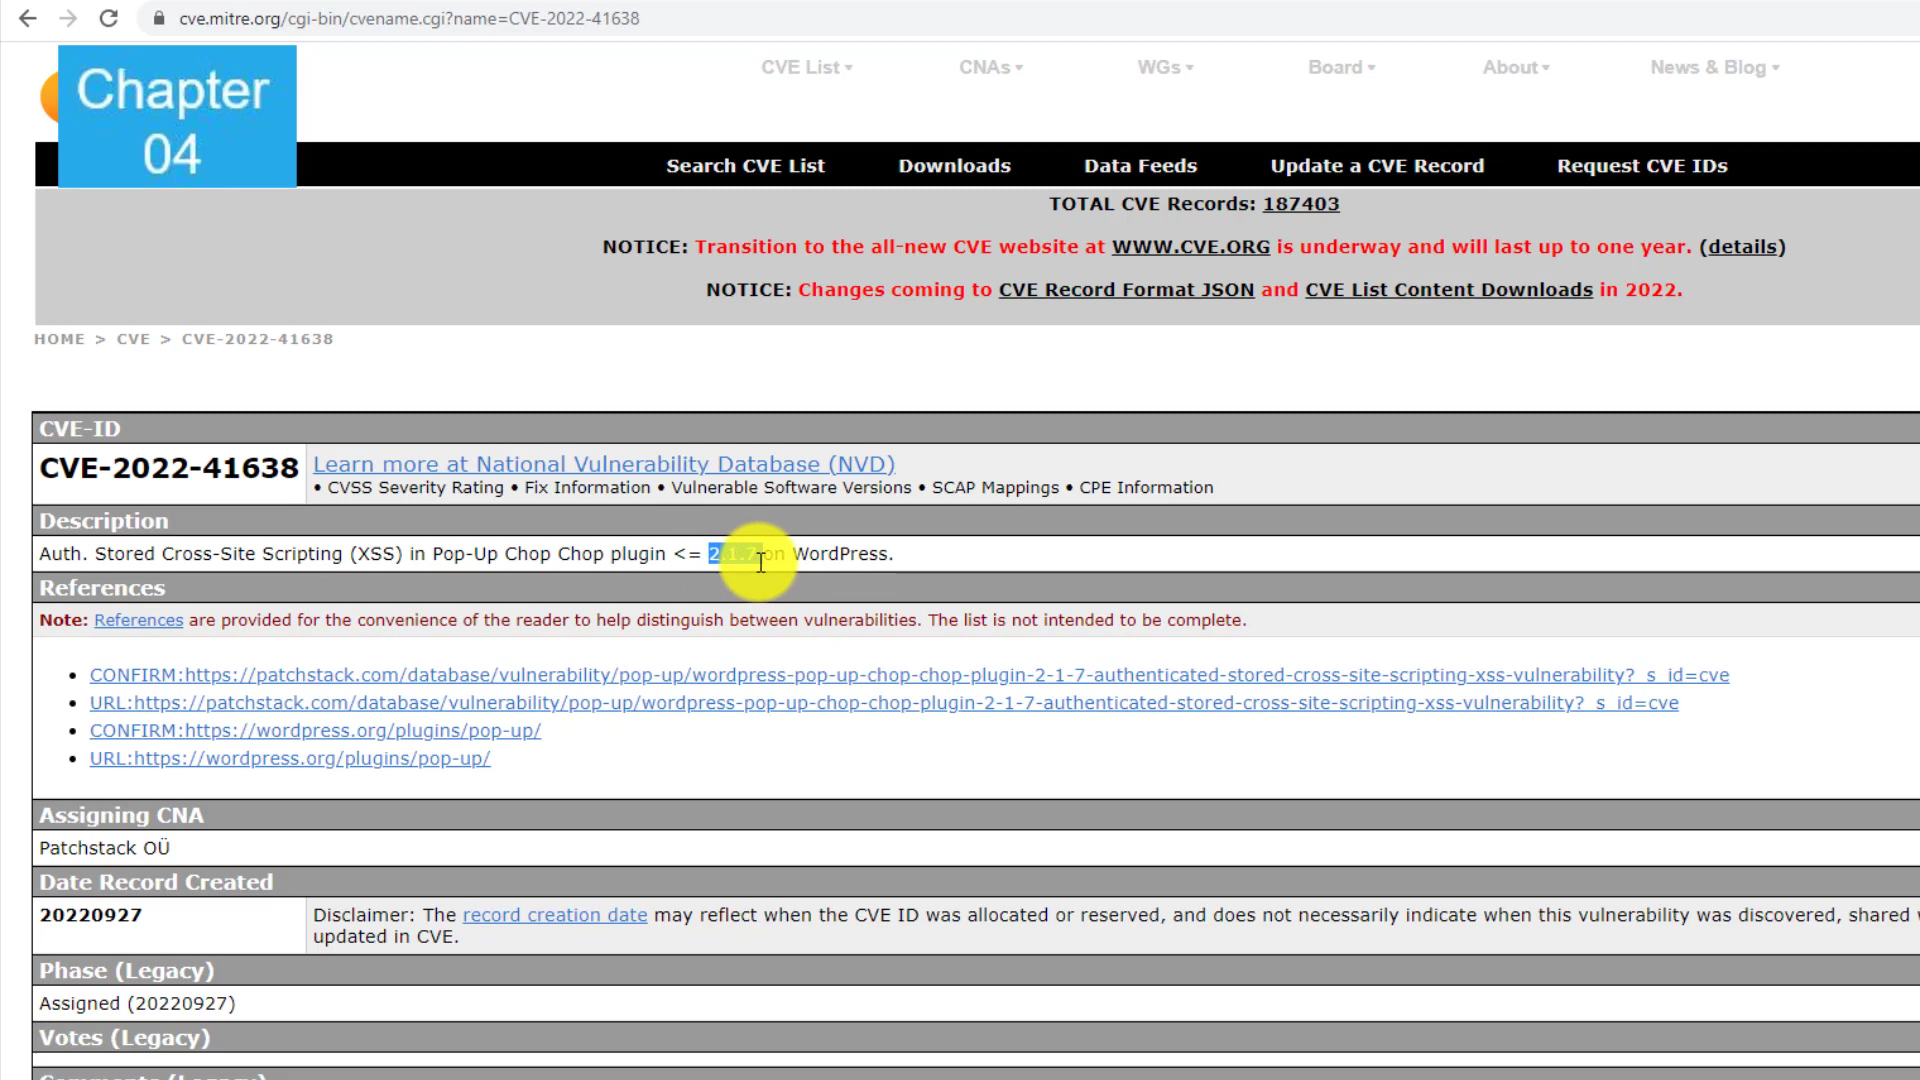 cve.mitre.org/cgi-bin/cvename.cgi?name=CVE-2022-41638
Chapter
04
CVE List CNAs WGs Board About News & Blog
Search CVE List Downloads Data Feeds Update a CVE Record Request CVE IDs
TOTAL CVE Records: 187403
NOTICE: Transition to the all-new CVE website at WWW.CVE.ORG is underway and will last up to one year. (details)
NOTICE: Changes coming to CVE Record Format JSON and CVE List Content Downloads in 2022.
HOME > CVE > CVE-2022-41638
CVE-ID
CVE-2022-41638
Learn more at National Vulnerability Database (NVD)
• CVSS Severity Rating • Fix Information • Vulnerable Software Versions • SCAP Mappings • CPE Information
Description
Auth. Stored Cross-Site Scripting (XSS) in Pop-Up Chop Chop plugin <= 2.1.7 on WordPress.
References
Note: References are provided for the convenience of the reader to help distinguish between vulnerabilities. The list is not intended to be complete.
• CONFIRM:https://patchstack.com/database/vulnerability/pop-up/wordpress-pop-up-chop-chop-plugin-2-1-7-authenticated-stored-cross-site-scripting-xss-vulnerability?_s_id=cve
• URL:https://patchstack.com/database/vulnerability/pop-up/wordpress-pop-up-chop-chop-plugin-2-1-7-authenticated-stored-cross-site-scripting-xss-vulnerability?_s_id=cve
• CONFIRM:https://wordpress.org/plugins/pop-up/
• URL:https://wordpress.org/plugins/pop-up/
Assigning CNA
Patchstack OÜ
Date Record Created
20220927
Disclaimer: The record creation date may reflect when the CVE ID was allocated or reserved, and does not necessarily indicate when this vulnerability was discovered, shared
updated in CVE.
Phase (Legacy)
Assigned (20220927)
Votes (Legacy)
Comments (Legacy)